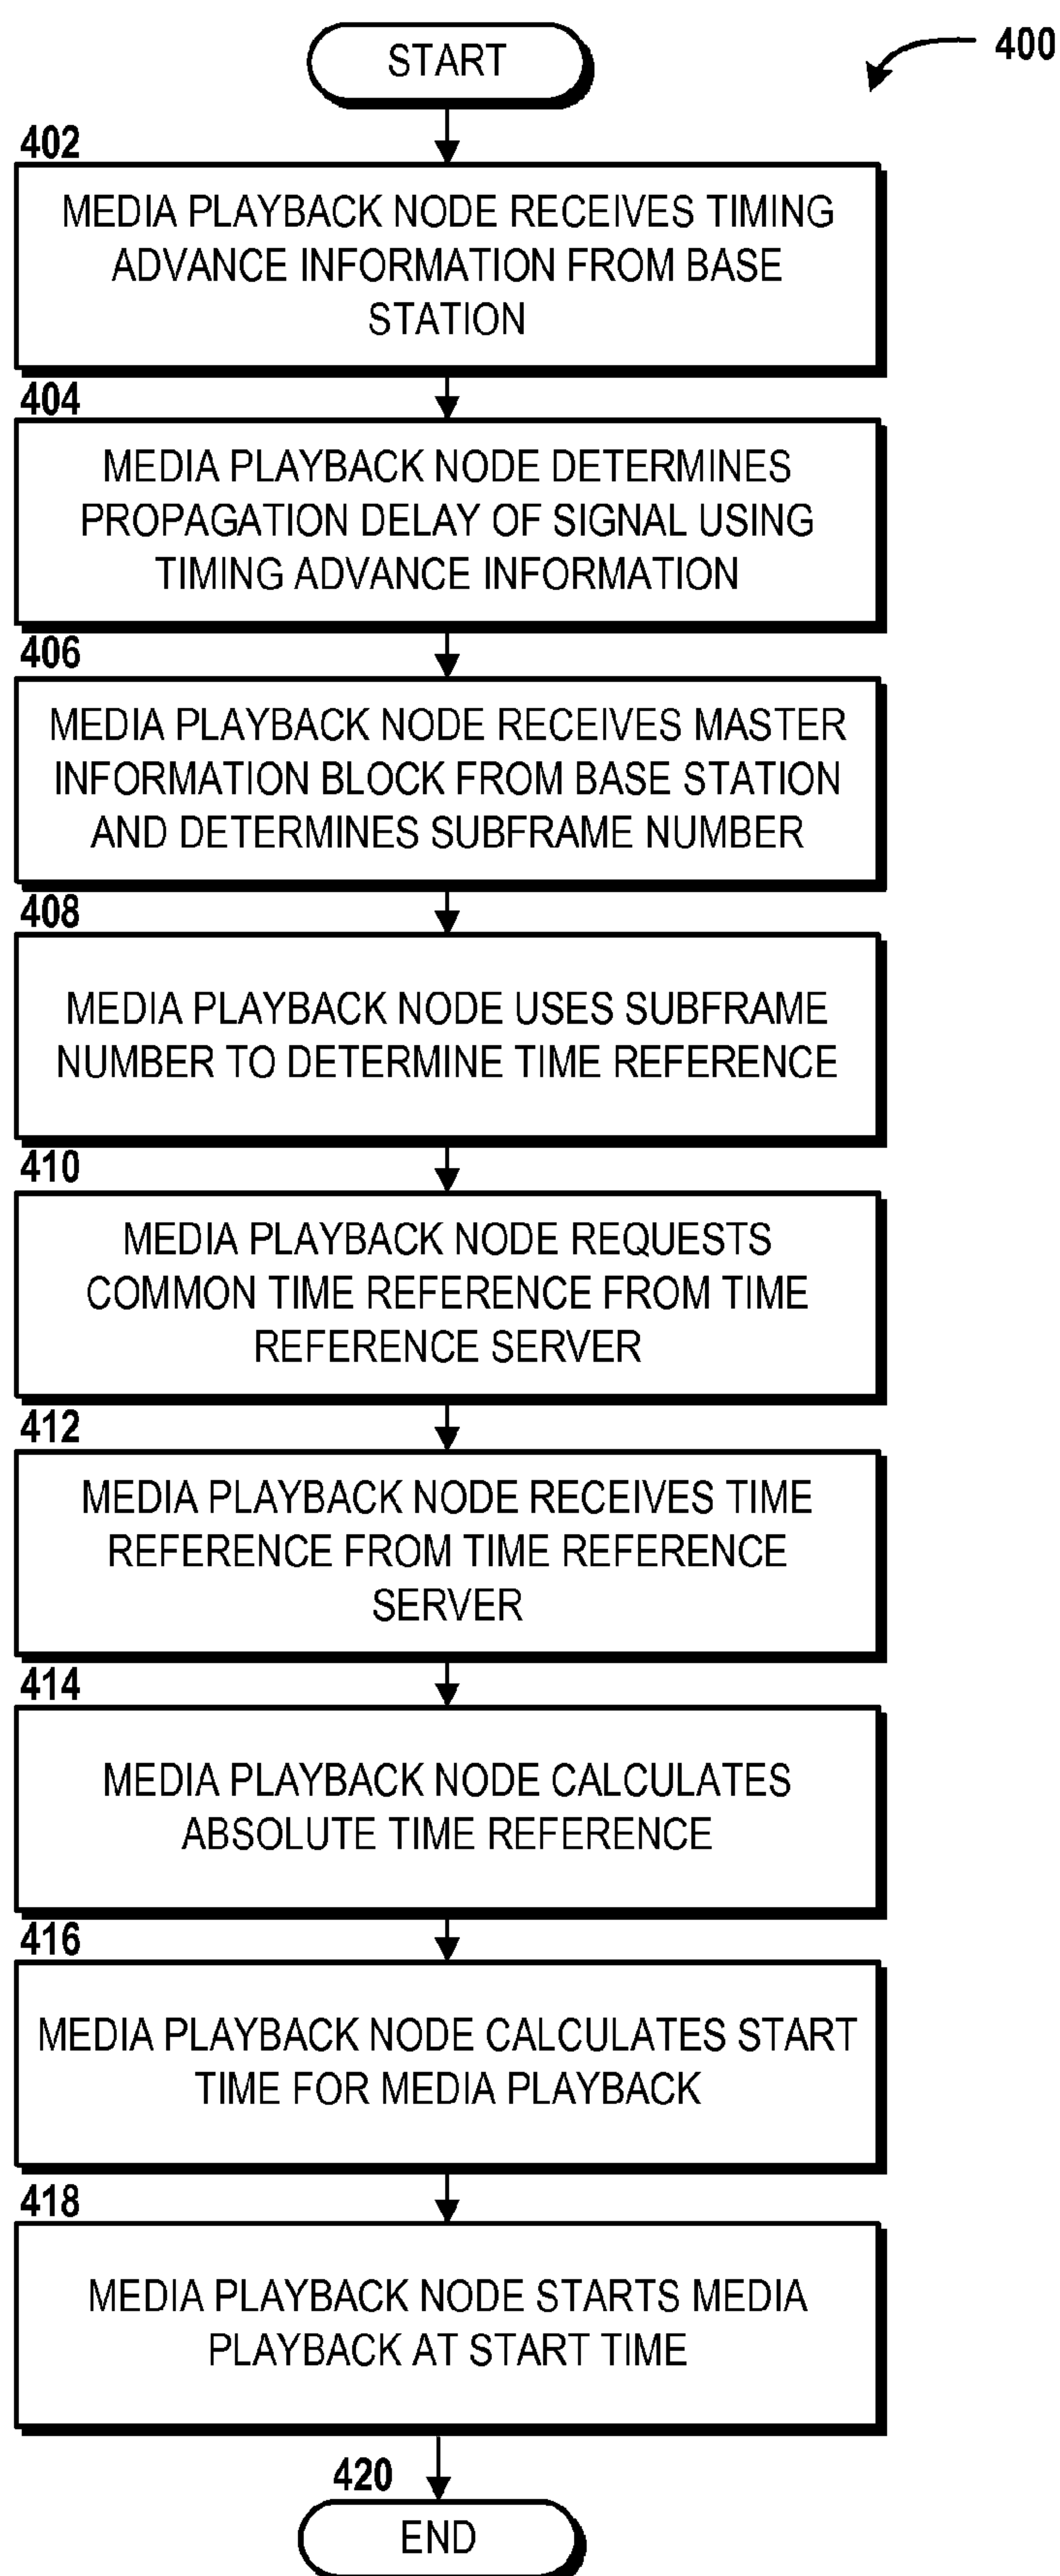 START
400
402
MEDIA PLAYBACK NODE RECEIVES TIMING
ADVANCE INFORMATION FROM BASE
STATION
404
MEDIA PLAYBACK NODE DETERMINES
PROPAGATION DELAY OF SIGNAL USING
TIMING ADVANCE INFORMATION
406
MEDIA PLAYBACK NODE RECEIVES MASTER
INFORMATION BLOCK FROM BASE STATION
AND DETERMINES SUBFRAME NUMBER
408
MEDIA PLAYBACK NODE USES SUBFRAME
NUMBER TO DETERMINE TIME REFERENCE
410
MEDIA PLAYBACK NODE REQUESTS
COMMON TIME REFERENCE FROM TIME
REFERENCE SERVER
412
MEDIA PLAYBACK NODE RECEIVES TIME
REFERENCE FROM TIME REFERENCE
SERVER
414
MEDIA PLAYBACK NODE CALCULATES
ABSOLUTE TIME REFERENCE
416
MEDIA PLAYBACK NODE CALCULATES START
TIME FOR MEDIA PLAYBACK
418
MEDIA PLAYBACK NODE STARTS MEDIA
PLAYBACK AT START TIME
420
END